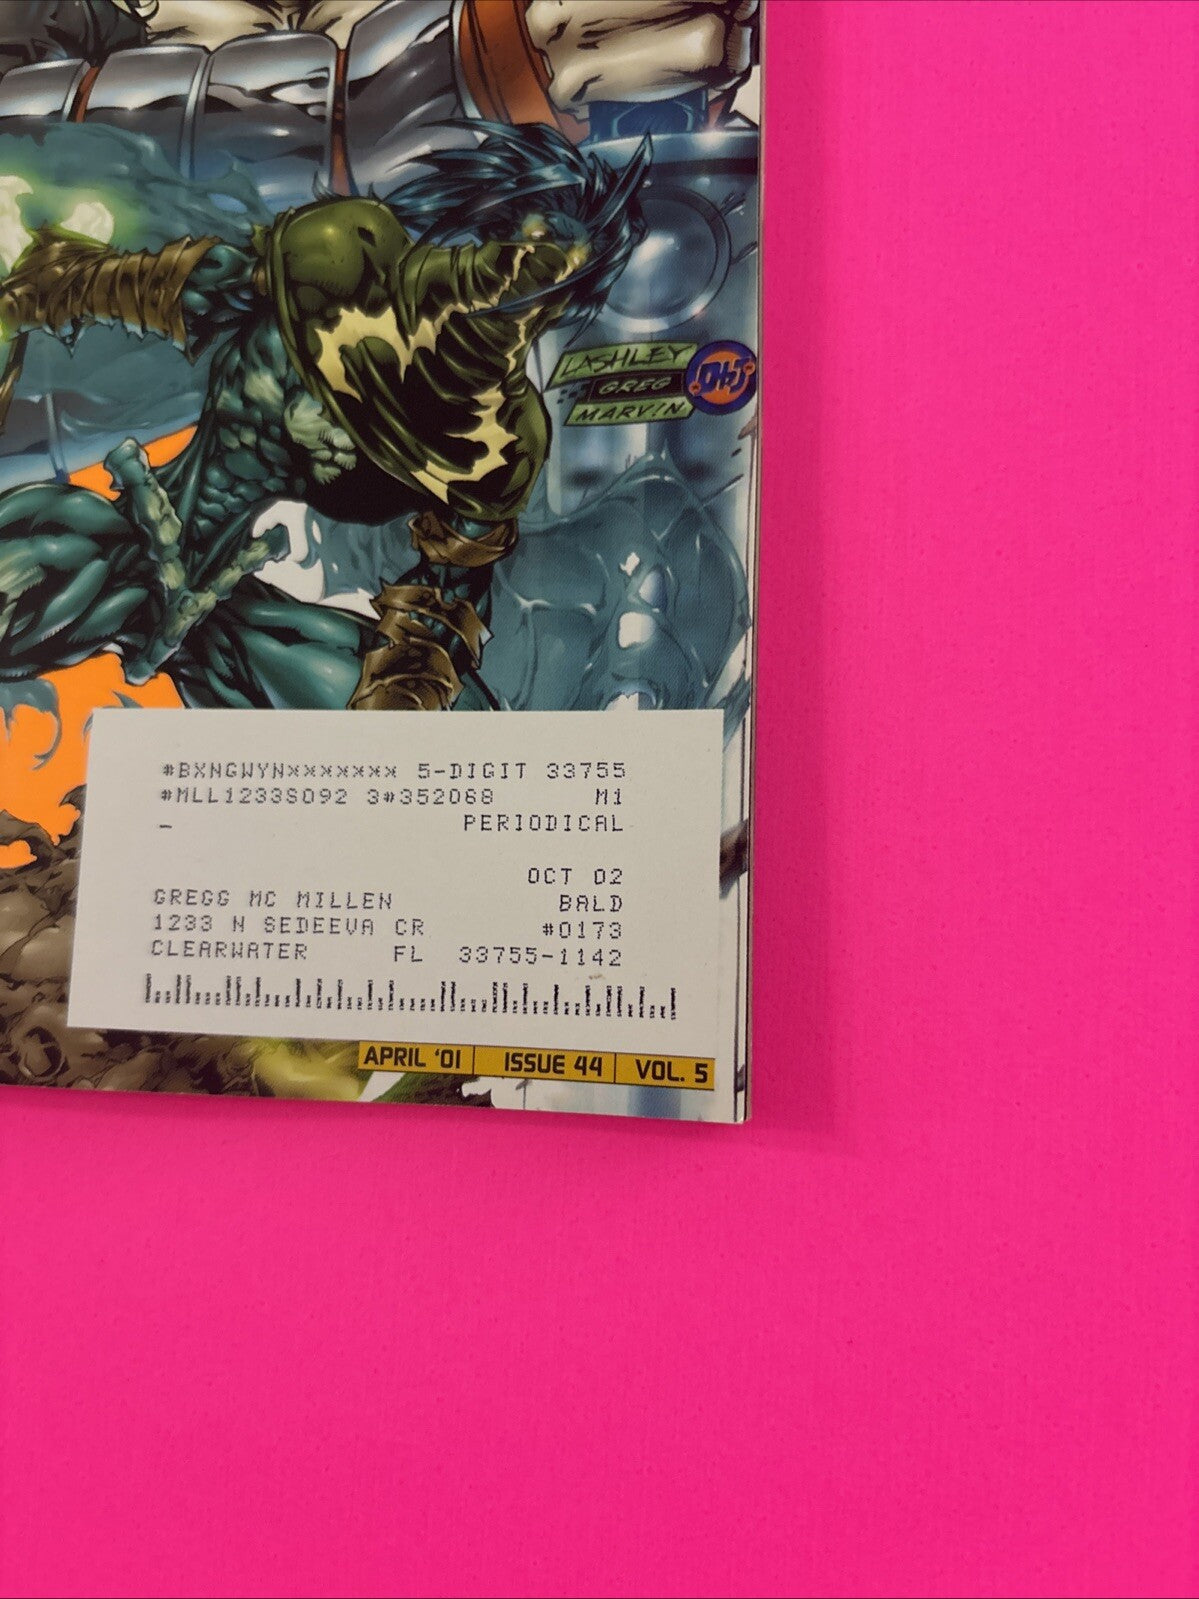 LASHLEY
GREG
MARVIN
#BXNGWYN******* 5-DIGIT 33755
#MLL1233S092 3#352068 M1
- PERIODICAL
OCT 02
GREGG MC MILLEN BALD
1233 N SEDEEVA CR #0173
CLEARWATER FL 33755-1142
APRIL '01 ISSUE 44 VOL. 5